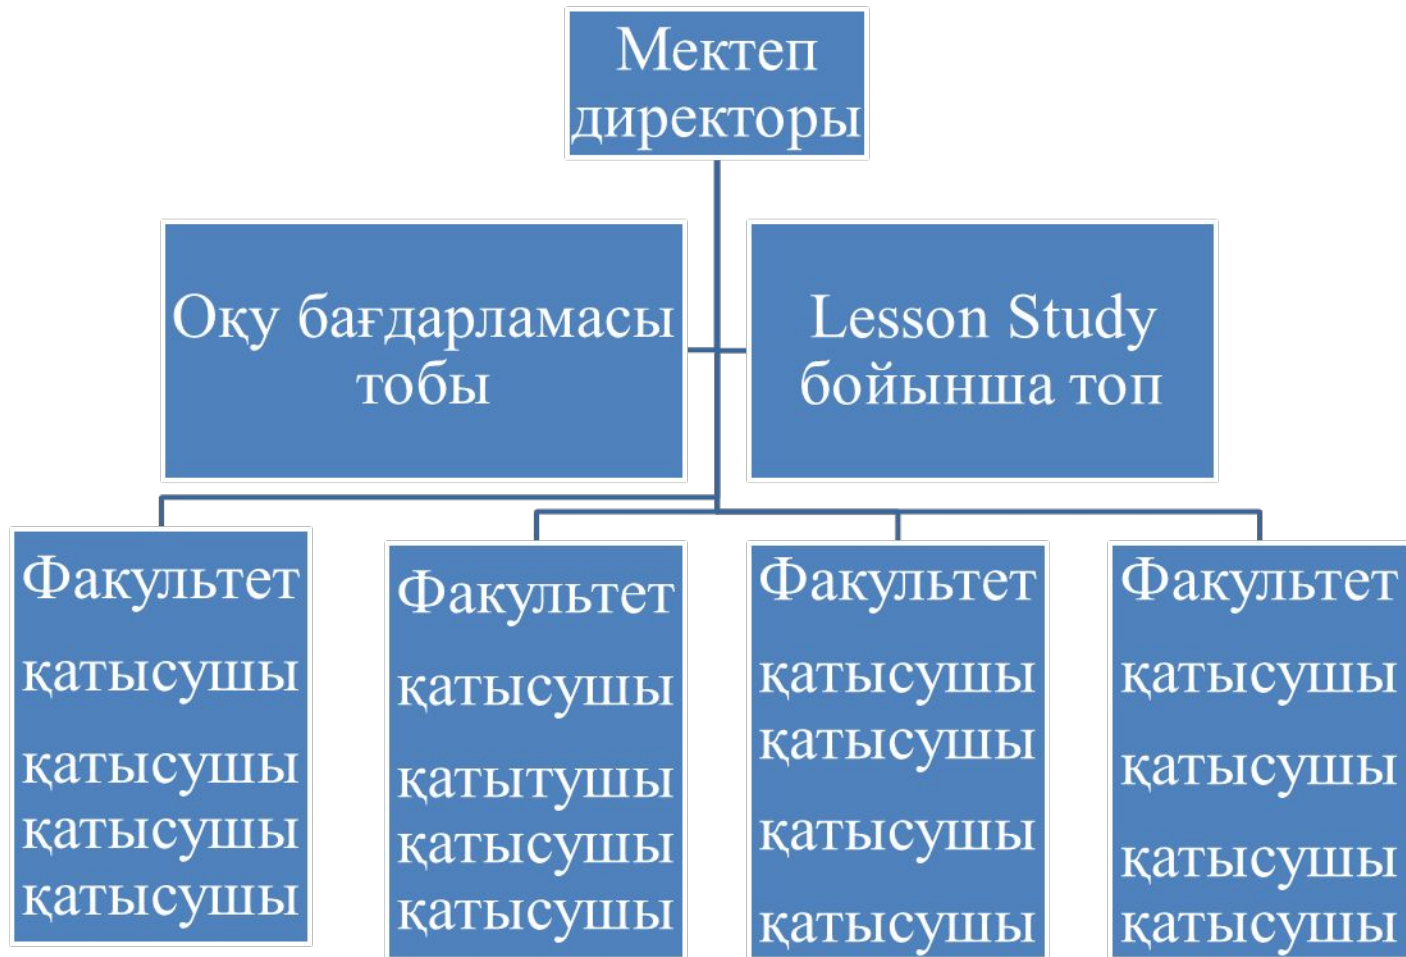 Мектеп
директоры
Оқу бағдарламасы
тобы
Lesson Study
бойынша топ
Факультет
қатысушы
қатысушы
қатысушы
қатысушы
Факультет
қатысушы
қатытушы
қатысушы
қатысушы
Факультет
қатысушы
қатысушы
қатысушы
қатысушы
Факультет
қатысушы
қатысушы
қатысушы
қатысушы